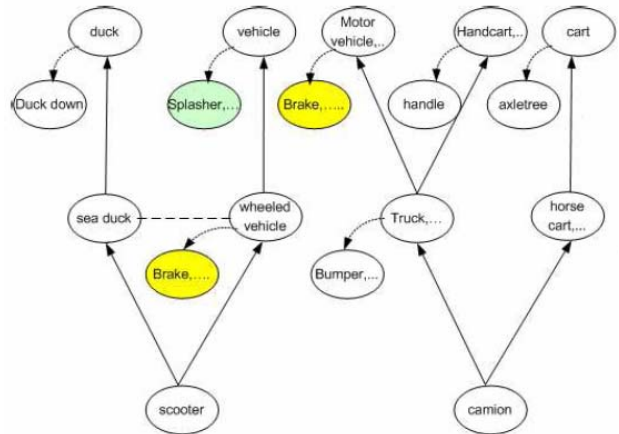 duck
vehicle
Motor
vehicle,..
Handcart,..
cart
Duck down
Splasher,...
Brake,.....
handle
axletree
sea duck
wheeled
vehicle
Truck,...
horse
cart,...
Brake,....
Bumper,...
scooter
camion